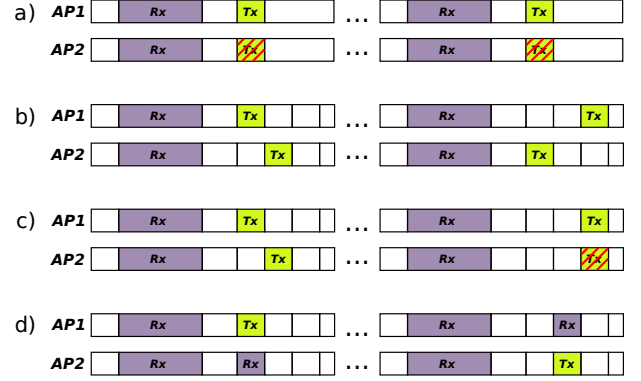 a) AP1 Rx Tx ... Rx Tx
AP2 Rx Tx ... Rx Tx
b) AP1 Rx Tx ... Rx Tx
AP2 Rx Tx ... Rx Tx
c) AP1 Rx Tx ... Rx Tx
AP2 Rx Tx ... Rx Tx
d) AP1 Rx Tx ... Rx Rx
AP2 Rx Rx ... Rx Tx